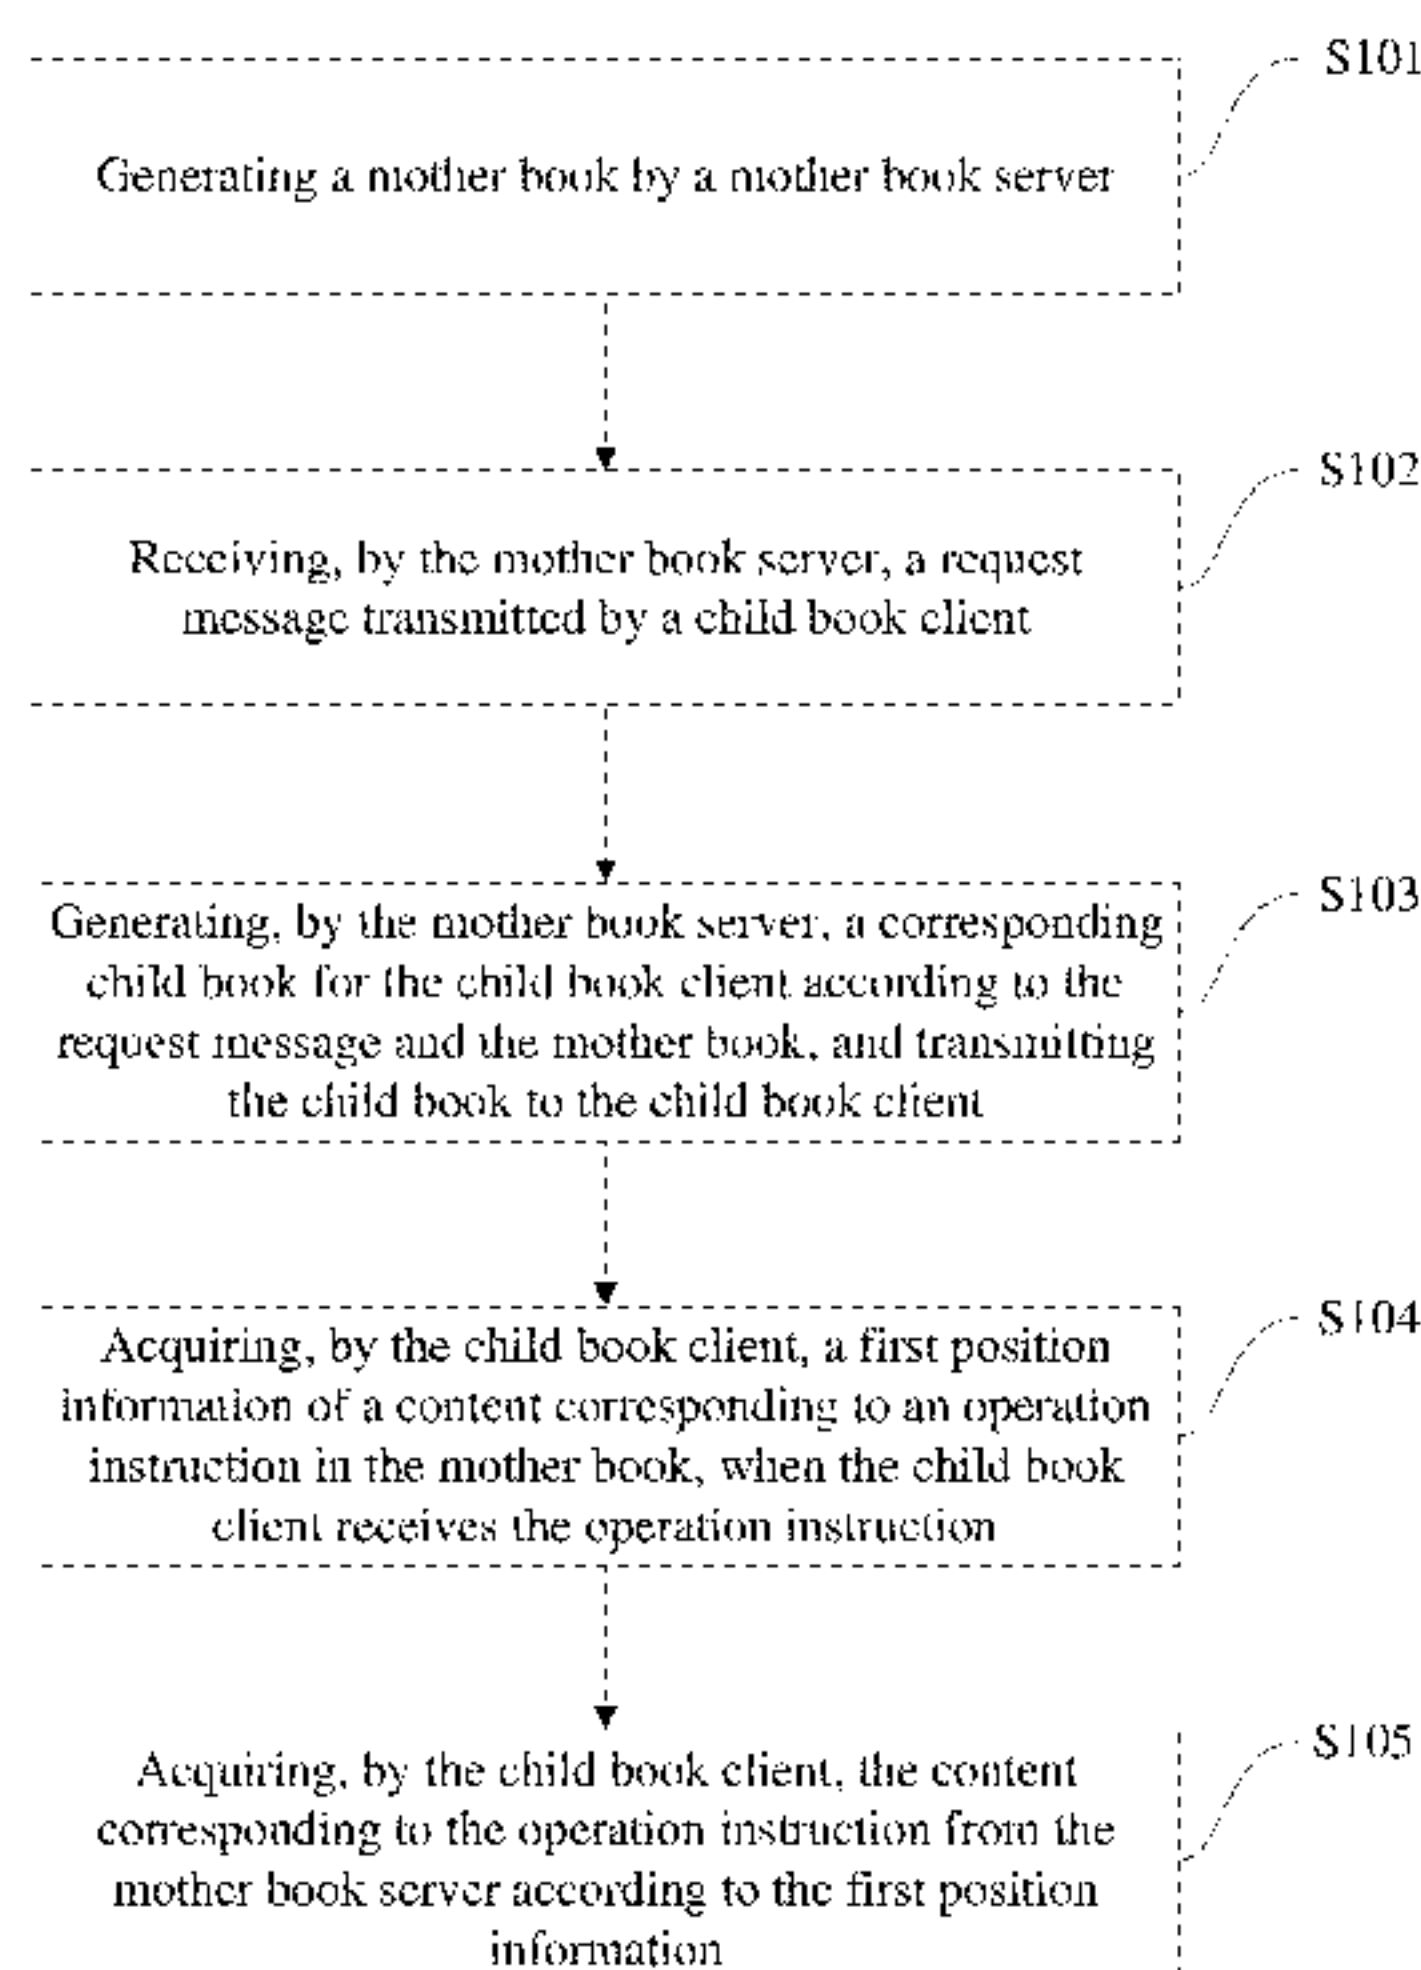 S101
Generating a mother book by a mother book server
S102
Receiving, by the mother book server, a request
message transmitted by a child book client
S103
Generating, by the mother book server, a corresponding
child book for the child book client according to the
request message and the mother book, and transmitting
the child book to the child book client
S104
Acquiring, by the child book client, a first position
information of a content corresponding to an operation
instruction in the mother book, when the child book
client receives the operation instruction
S105
Acquiring, by the child book client, the content
corresponding to the operation instruction from the
mother book server according to the first position
information